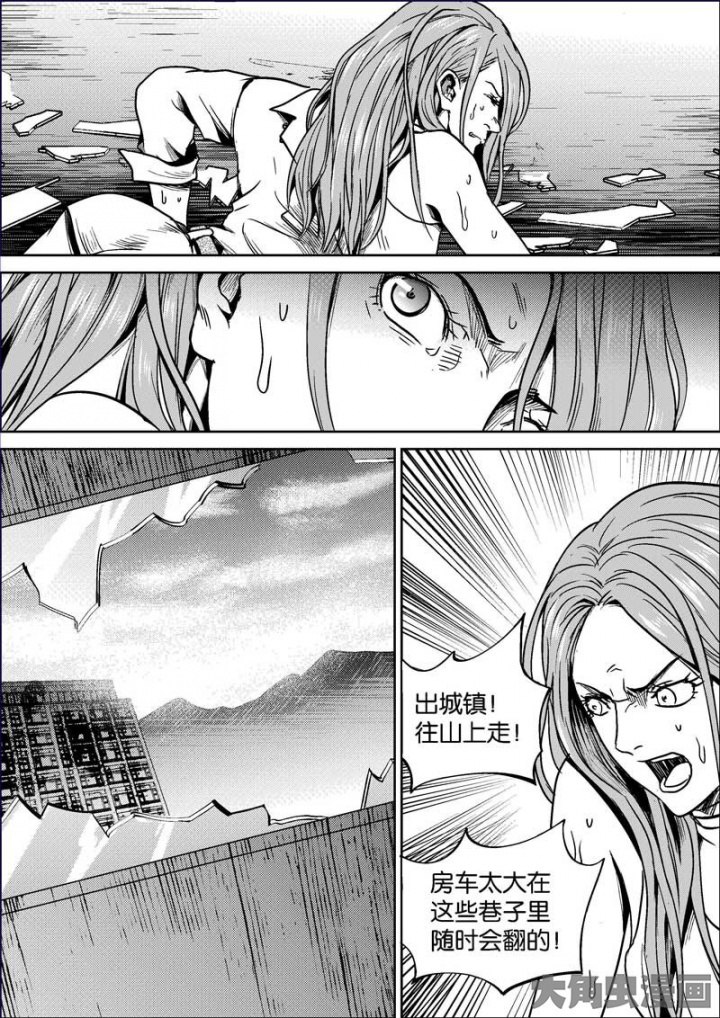 出城镇！
往山上走！
房车太大在
这些巷子里
随时会翻的！
大角虫漫画